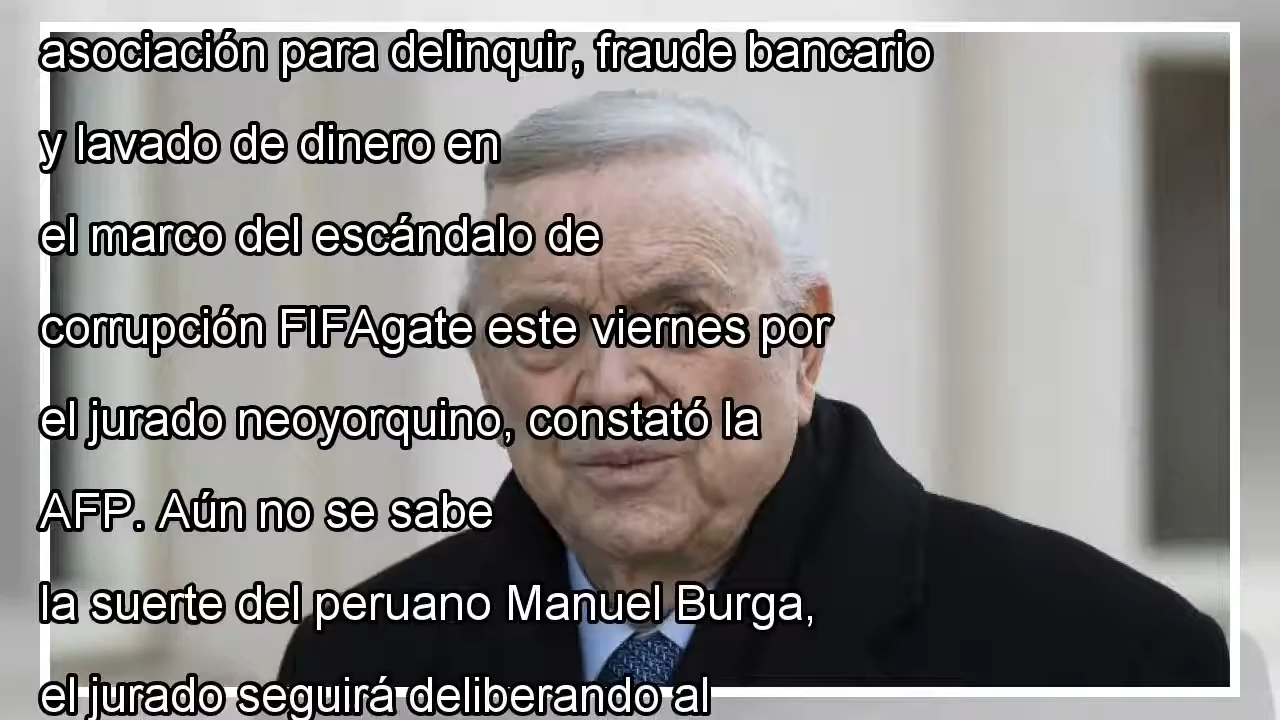 asociación para delinquir, fraude bancario
y lavado de dinero en
el marco del escándalo de
corrupción FIFAgate este viernes por
el jurado neoyorquino, constató la
AFP. Aún no se sabe
la suerte del peruano Manuel Burga,
el jurado seguirá deliberando al